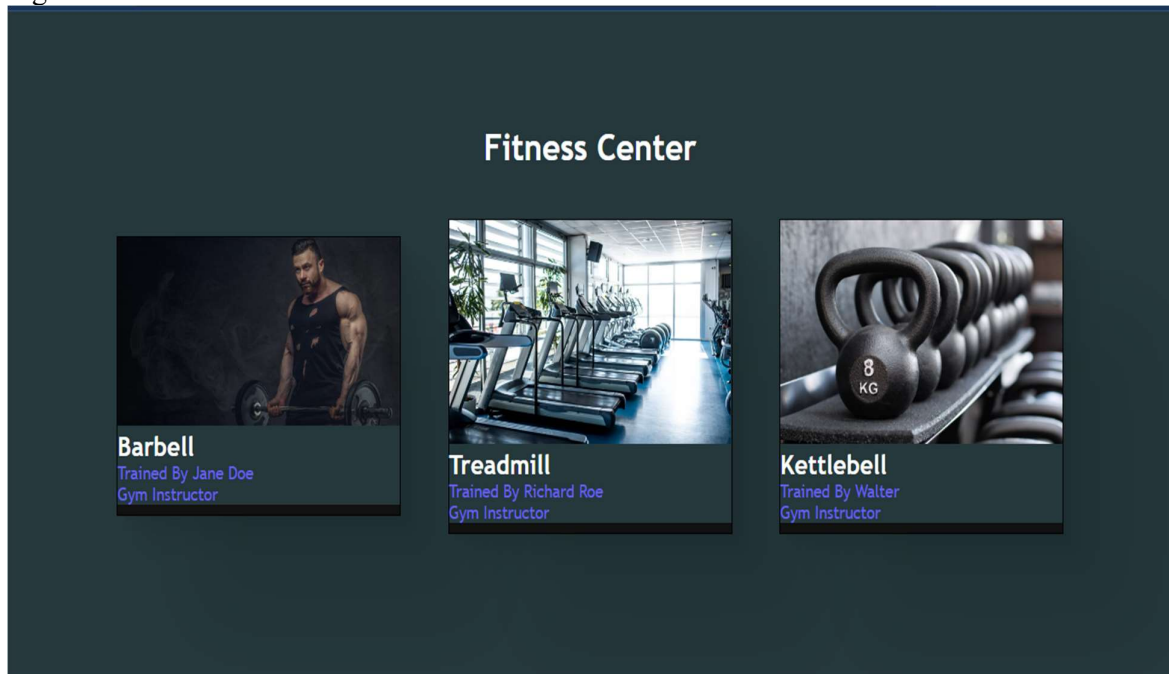 Fitness Center
Barbell
Trained By Jane Doe
Gym Instructor
Treadmill
Trained By Richard Roe
Gym Instructor
8
KG
Kettlebell
Trained By Walter
Gym Instructor